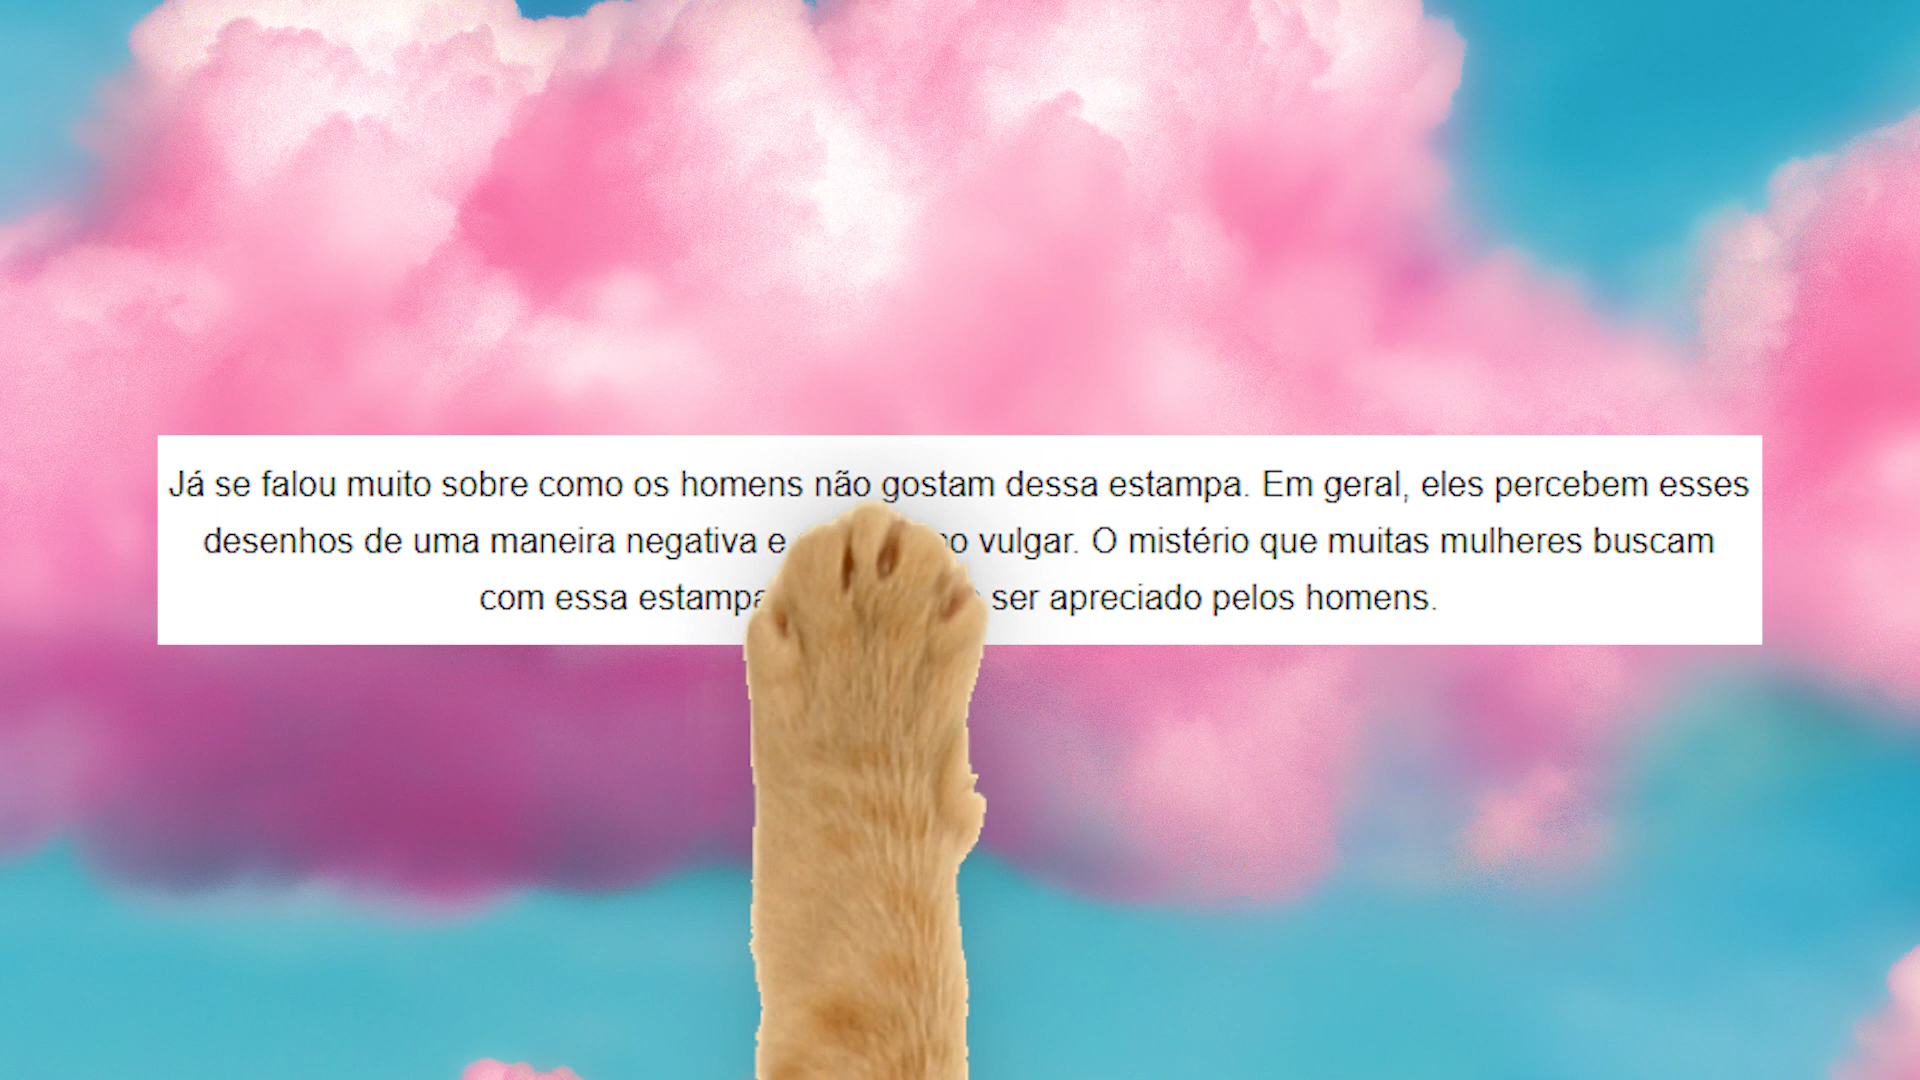 Já se falou muito sobre como os homens não gostam dessa estampa. Em geral, eles percebem esses
desenhos de uma maneira negativa e vulgar. O mistério que muitas mulheres buscam
com essa estampa ser apreciado pelos homens.